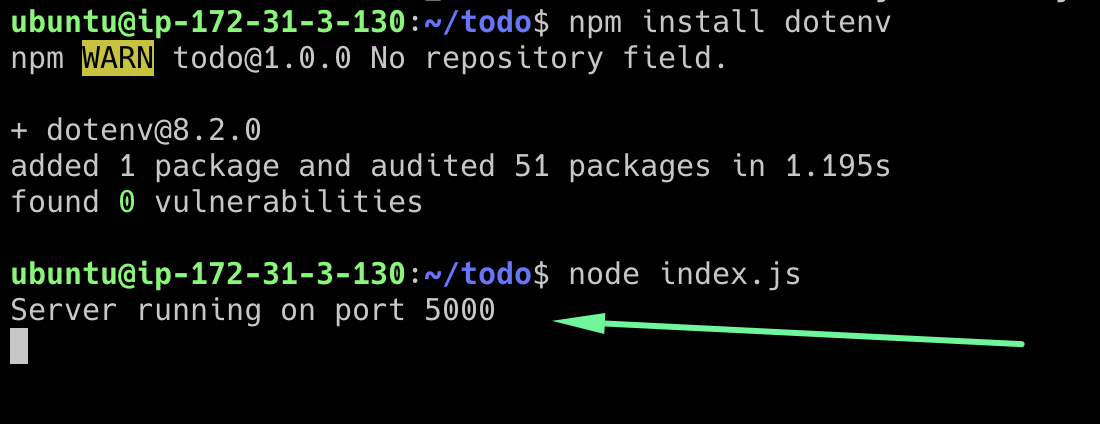 ubuntu@ip-172-31-3-130:~/todo$ npm install dotenv
npm WARN todo@1.0.0 No repository field.
+ dotenv@8.2.0
added 1 package and audited 51 packages in 1.195s
found 0 vulnerabilities
ubuntu@ip-172-31-3-130:~/todo$ node index.js
Server running on port 5000